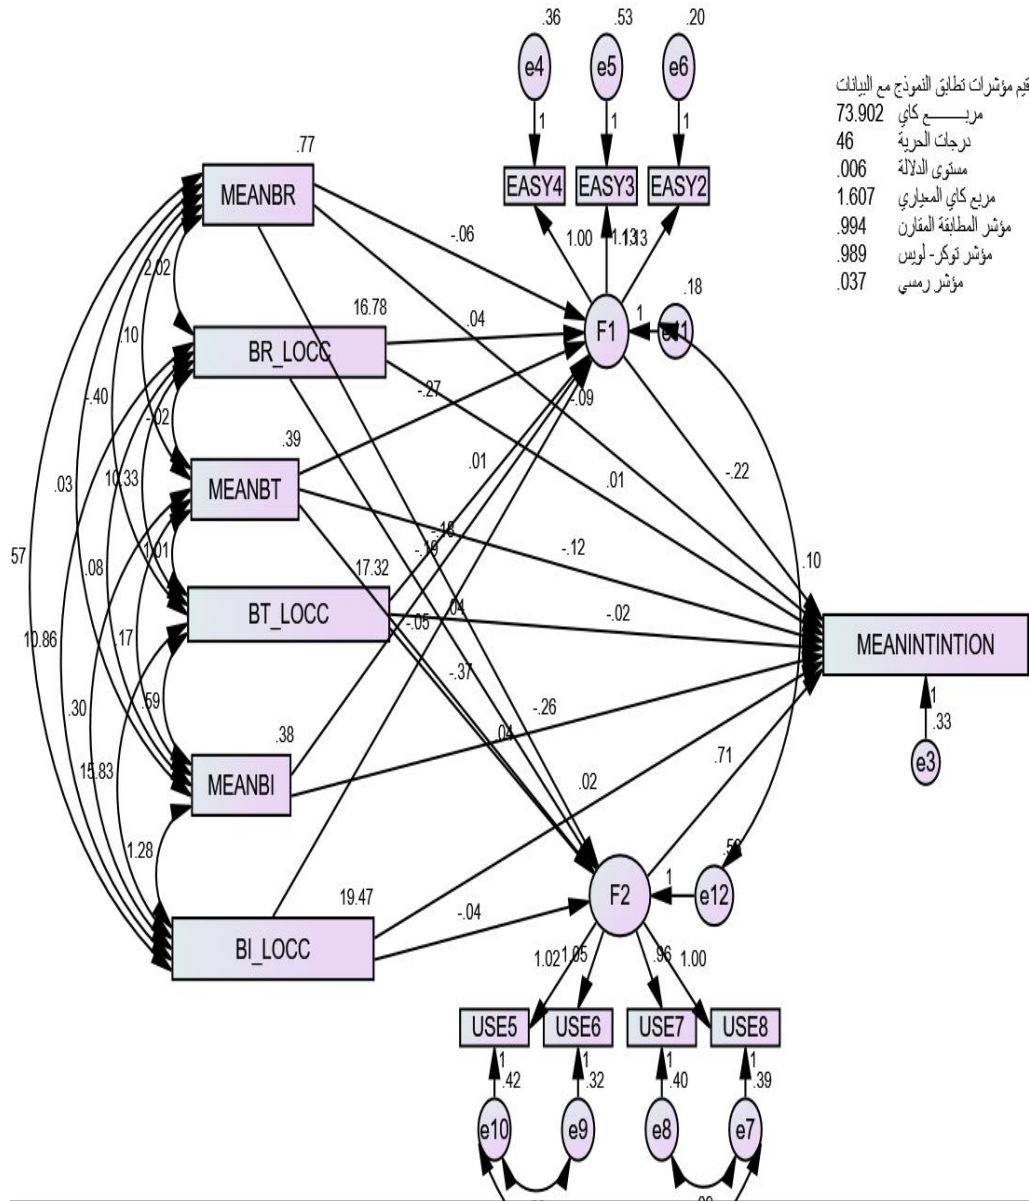 .36 .53 .20
e4 e5 e6
1 1 1
EASY4 EASY3 EASY2
قيم مؤشرات تطابق النموذج مع البيانات
مربـــــع كاي 73.902
درجات الحرية 46
مستوى الدلالة .006
مربع كاي المعياري 1.607
مؤشر المطابقة المقارن .994
مؤشر توكر- لويس .989
مؤشر رمسي .037
.77
MEANBR
-.06
1.00 1.13
.18
F1 1
2.02
16.78
BR_LOCC
.04
.10
-.27 -.09
-.40 -.02
.39
MEANBT
.01 .01 -.22
.03 10.33
57
-.19
-.12 .10
.08 1.01
17.32
BT_LOCC
-.05 .04 -.02
MEANINTINTION
10.86 .17
-.37
1
.33
e3
.30 .59
-.26
.38
MEANBI
.04 .71
15.83
.02
1.28
F2 1 e12
19.47
BI_LOCC
-.04
1.02 1.05 .96 1.00
USE5 USE6 USE7 USE8
1 1 1 1
.42 .32 .40 .39
e10 e9 e8 e7